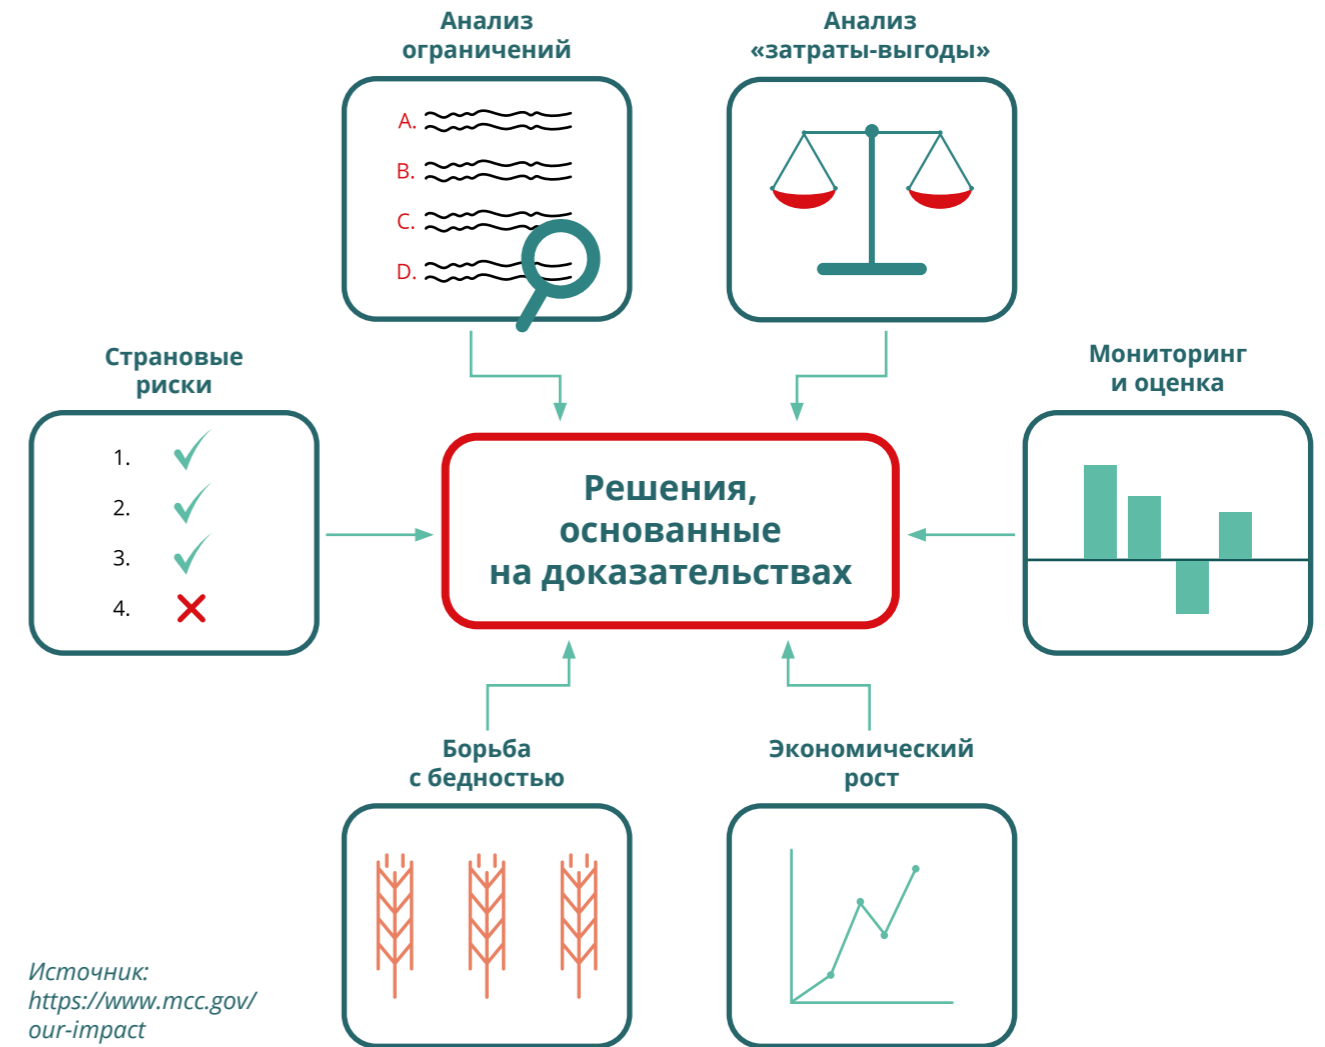 Анализ
ограничений
A.
B.
C.
D.
Анализ
«затраты-выгоды»
Страновые
риски
1.
2.
3.
4.
Решения,
основанные
на доказательствах
Мониторинг
и оценка
Борьба
с бедностью
Экономический
рост
Источник:
https://www.mcc.gov/
our-impact